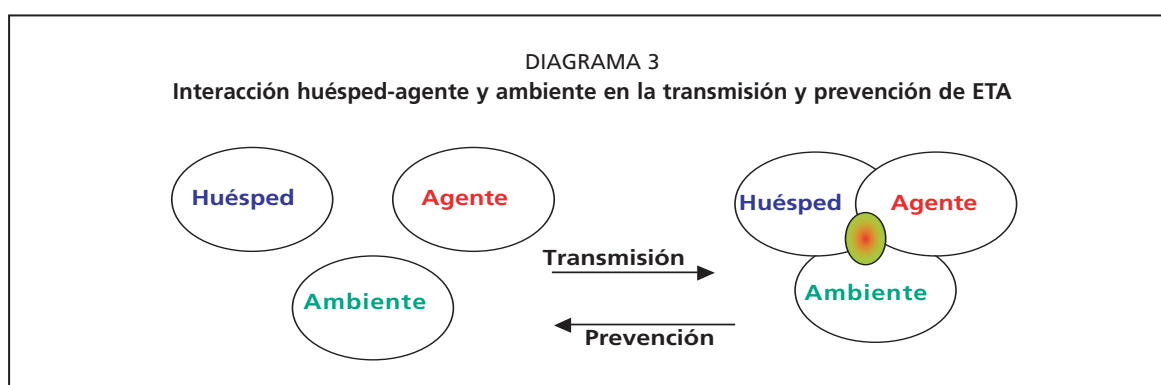 DIAGRAMA 3
Interacción huésped-agente y ambiente en la transmisión y prevención de ETA
Huésped
Agente
Ambiente
Transmisión
Prevención
Huésped
Agente
Ambiente